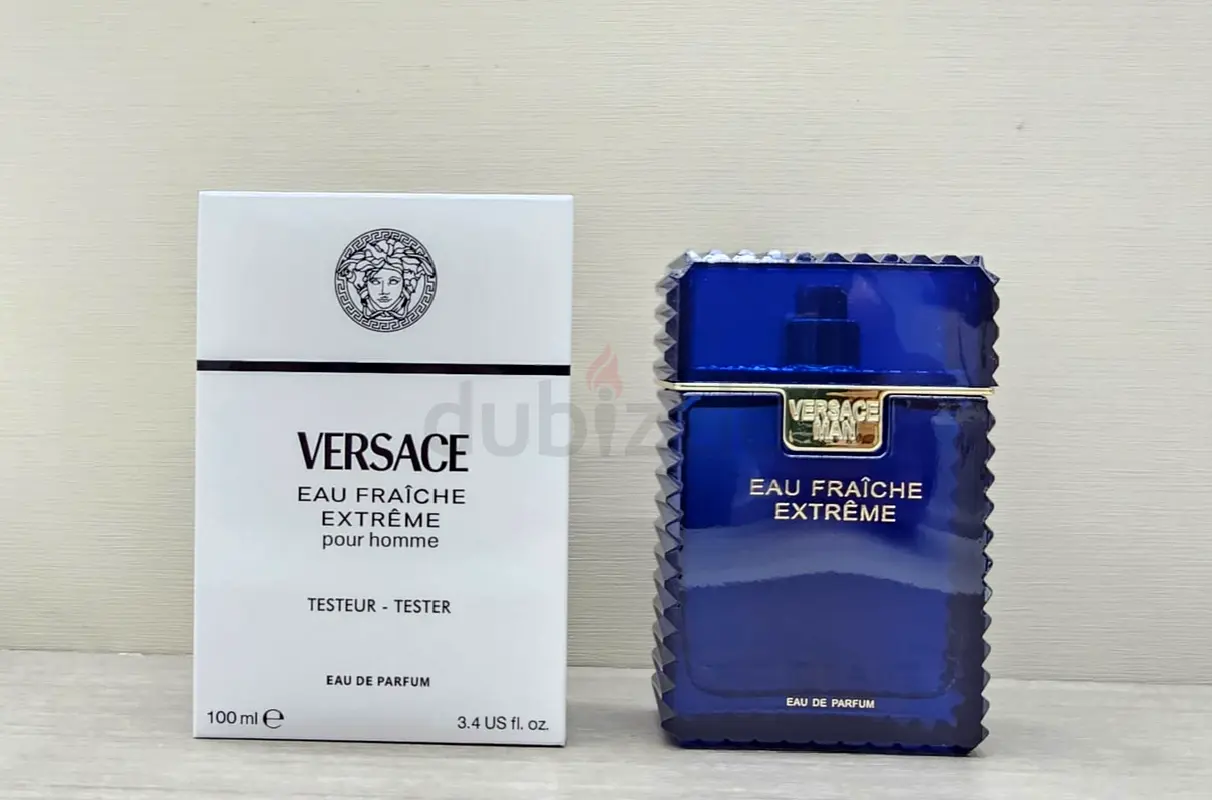 VERSACE
EAU FRAÎCHE
EXTRÊME
pour homme
TESTEUR - TESTER
EAU DE PARFUM
100 ml ℮
3.4 US fl. oz.
VERSACE
MAN
EAU FRAÎCHE
EXTRÊME
EAU DE PARFUM
dubizzle